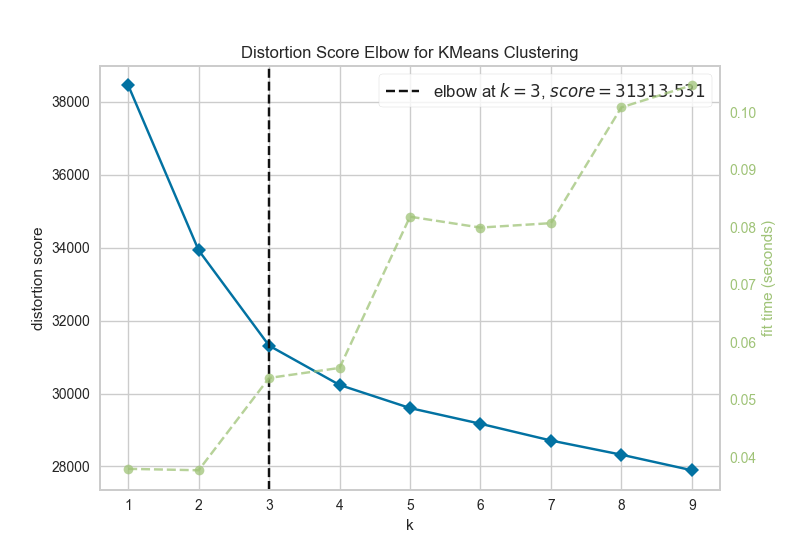 Distortion Score Elbow for KMeans Clustering
elbow at k = 3, score = 31313.531
38000
36000
34000
32000
30000
28000
distortion score
0.10
0.09
0.08
0.07
0.06
0.05
0.04
fit time (seconds)
1 2 3 4 5 6 7 8 9
k